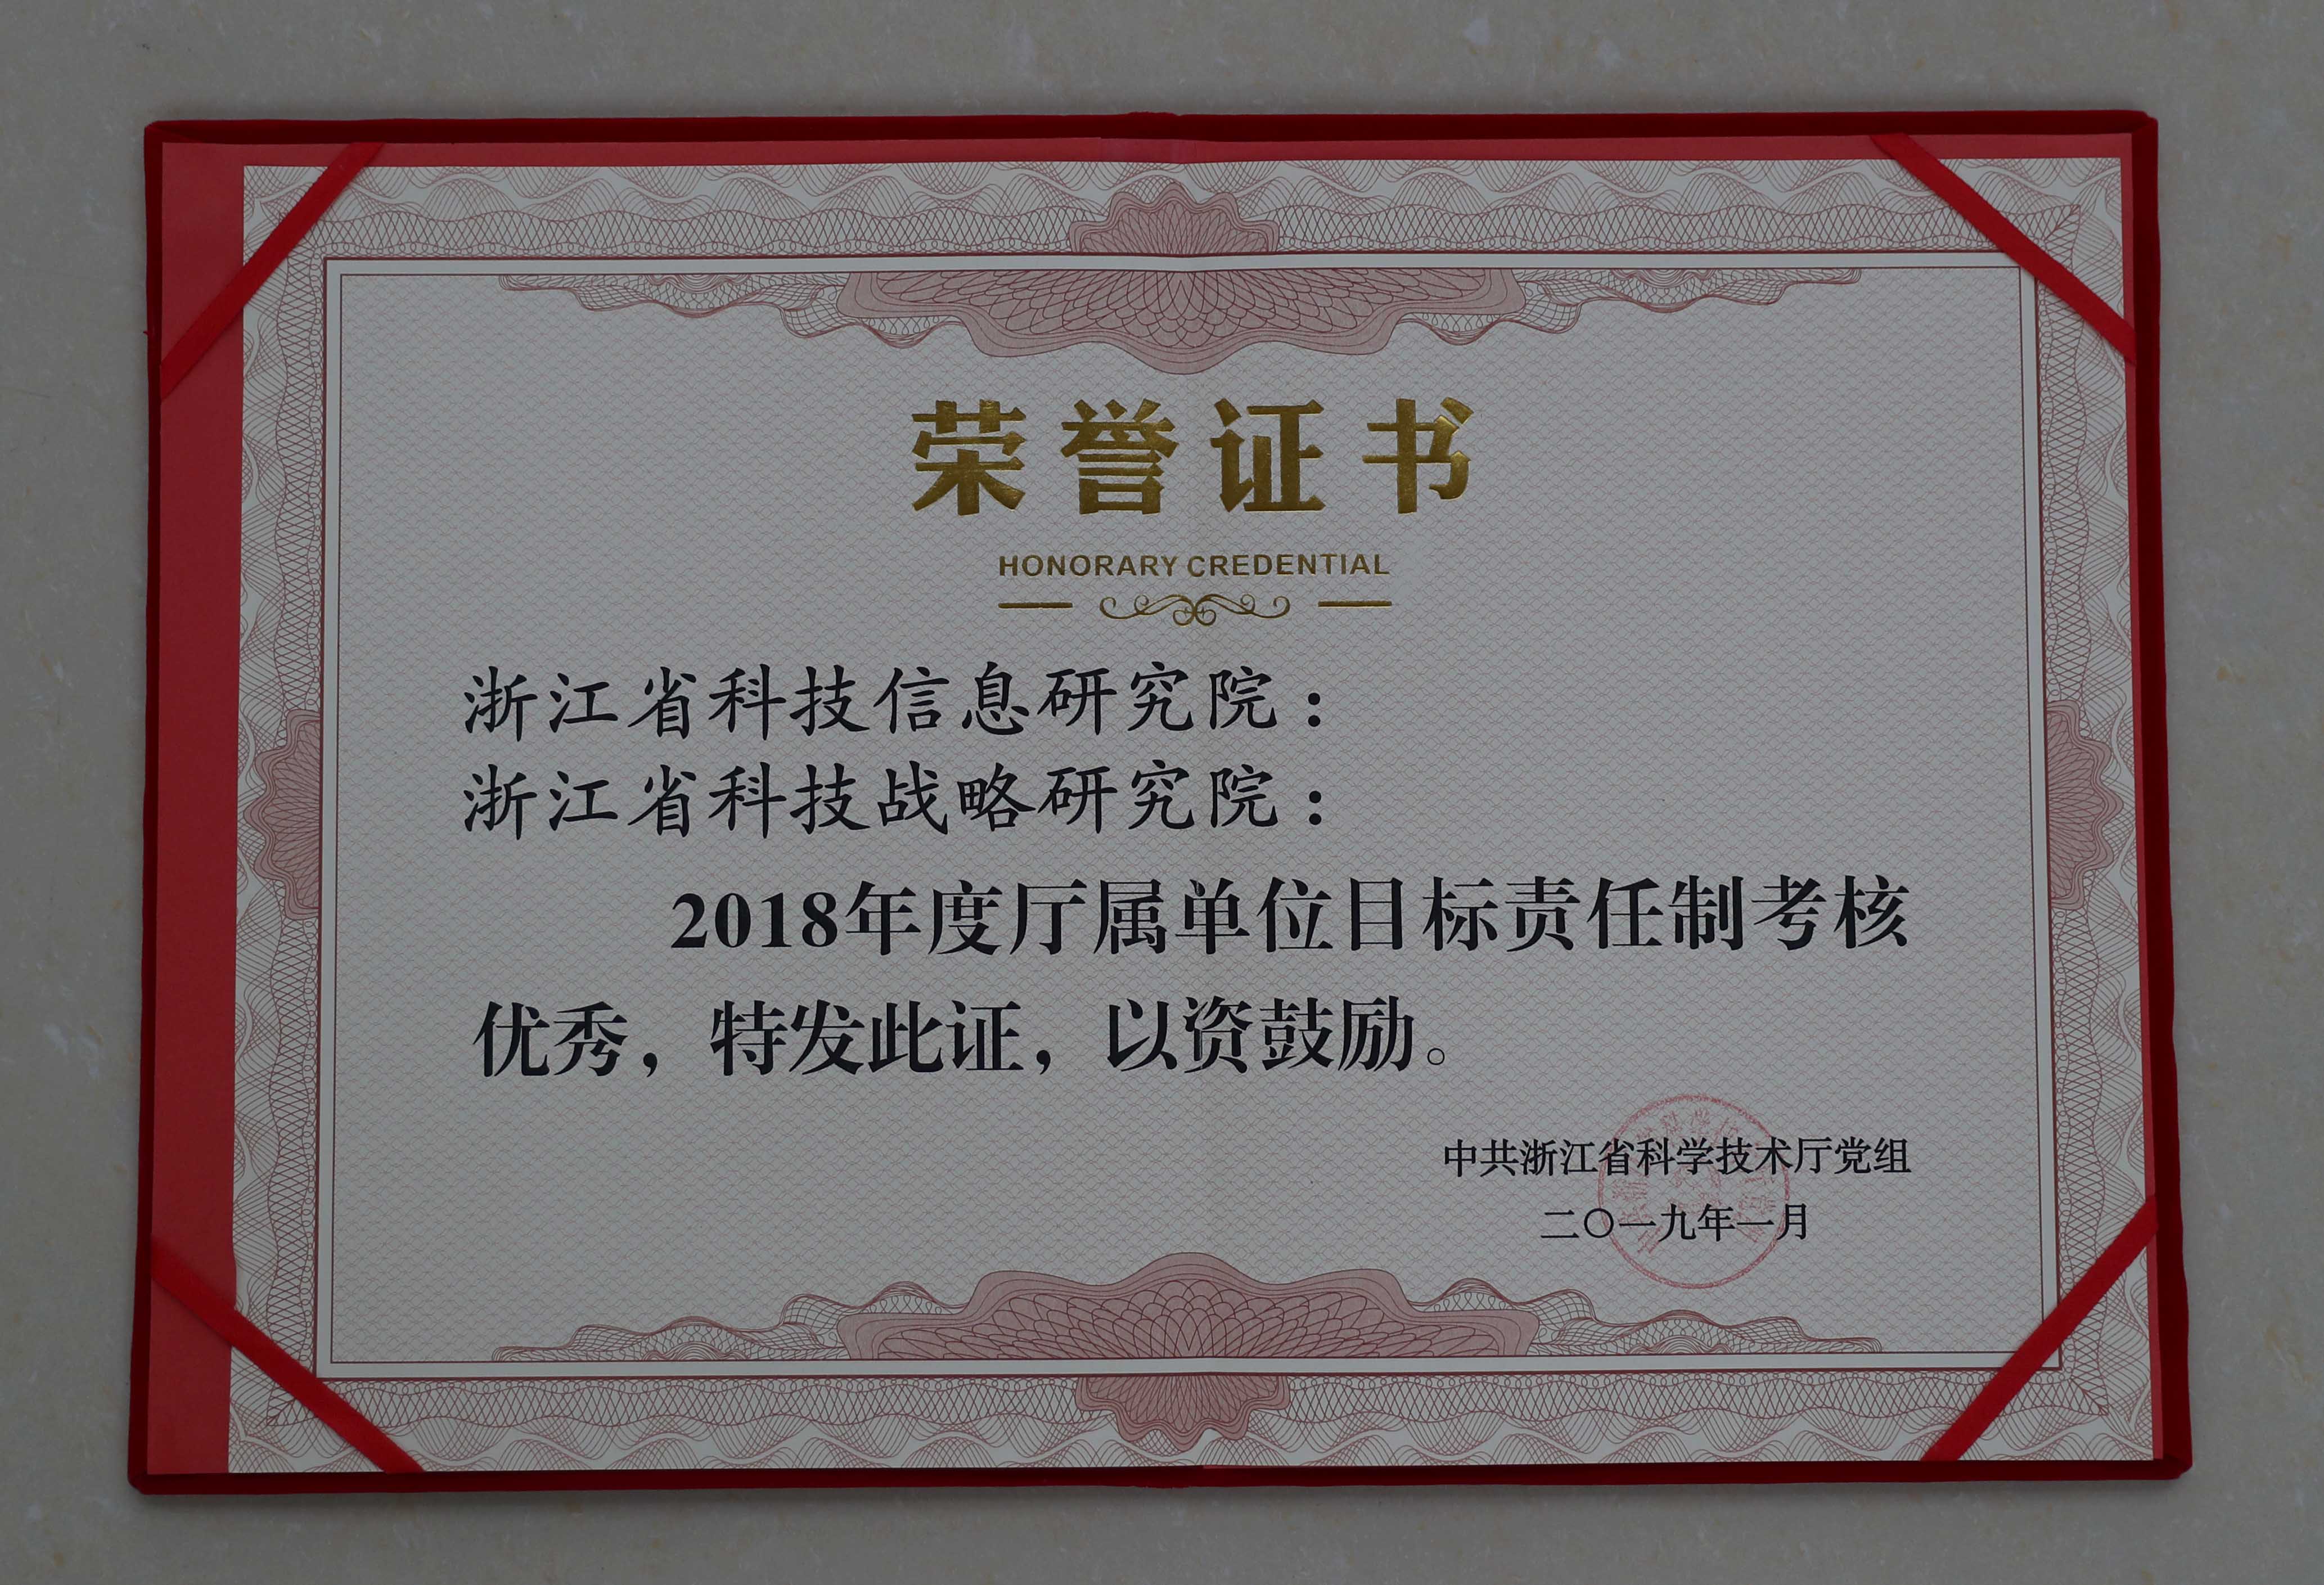 荣誉证书
HONORARY CREDENTIAL
浙江省科技信息研究院：
浙江省科技战略研究院：
2018年度厅属单位目标责任制考核
优秀，特发此证，以资鼓励。
中共浙江省科学技术厅党组
二〇一九年一月